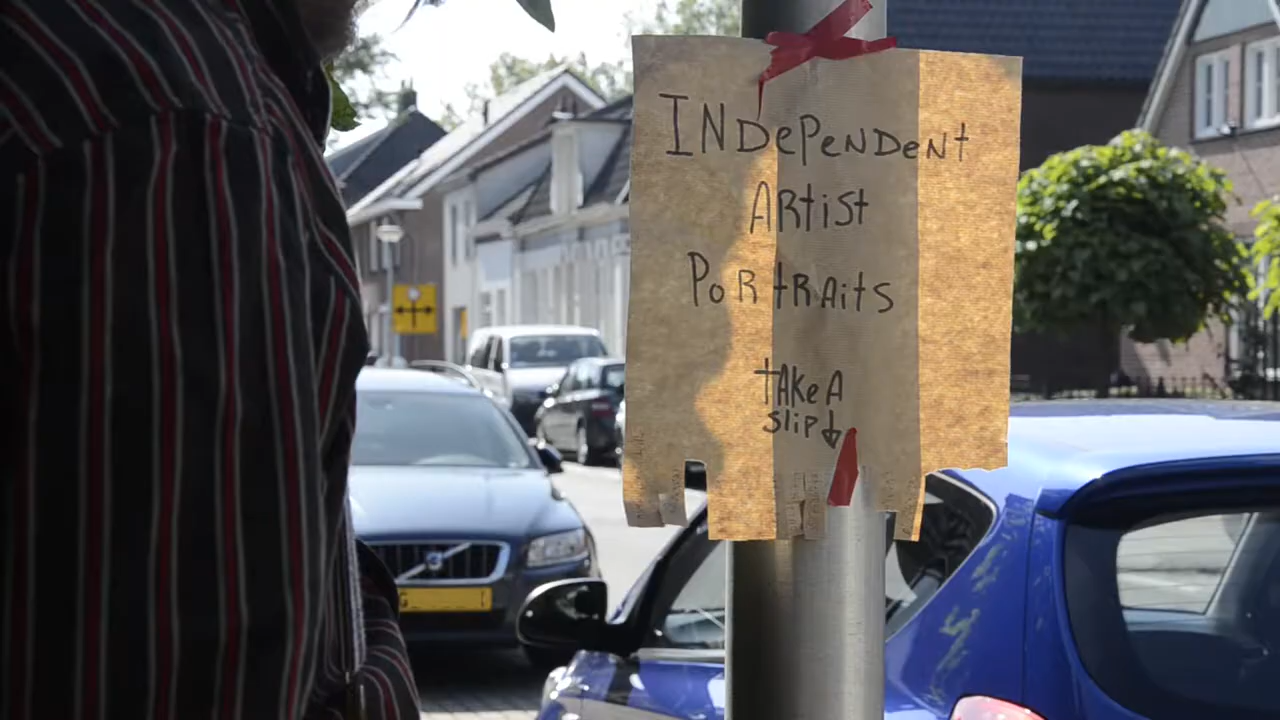 INDePENDeNt
ARtiSt
PoRtRAitS
tAKe A
Slip↓